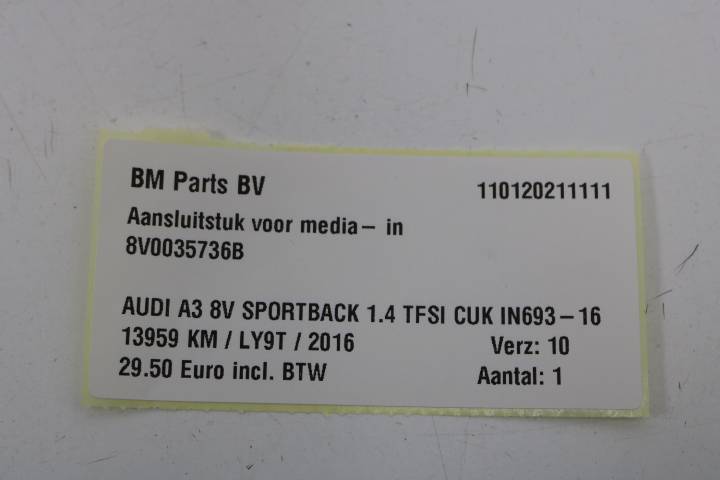 BM Parts BV 110120211111
Aansluitstuk voor media- in
8V0035736B
AUDI A3 8V SPORTBACK 1.4 TFSI CUK IN693-16
13959 KM / LY9T / 2016 Verz: 10
29.50 Euro incl. BTW Aantal: 1